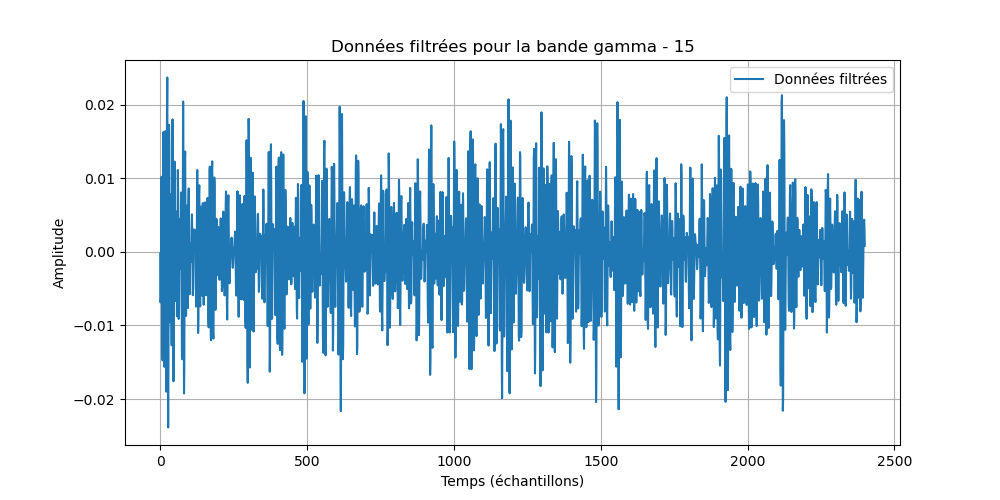 Données filtrées pour la bande gamma - 15
Données filtrées
Amplitude
0.02
0.01
0.00
−0.01
−0.02
0 500 1000 1500 2000 2500
Temps (échantillons)